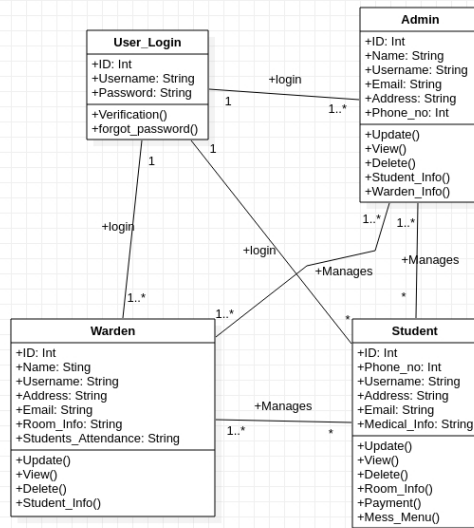 User_Login
+ID: Int
+Username: String
+Password: String
+Verification()
+forgot_password()
Admin
+ID: Int
+Name: String
+Username: String
+Email: String
+Address: String
+Phone_no: Int
+Update()
+View()
+Delete()
+Student_Info()
+Warden_Info()
+login
1
1..*
1
1
+login
+login
1..*
1..*
+Manages
+Manages
1..*
*
1..*
*
Warden
+ID: Int
+Name: Sting
+Username: String
+Address: String
+Email: String
+Room_Info: String
+Students_Attendance: String
+Update()
+View()
+Delete()
+Student_Info()
+Manages
1..*
*
Student
+ID: Int
+Phone_no: Int
+Username: String
+Address: String
+Email: String
+Medical_Info: String
+Update()
+View()
+Delete()
+Room_Info()
+Payment()
+Mess_Menu()